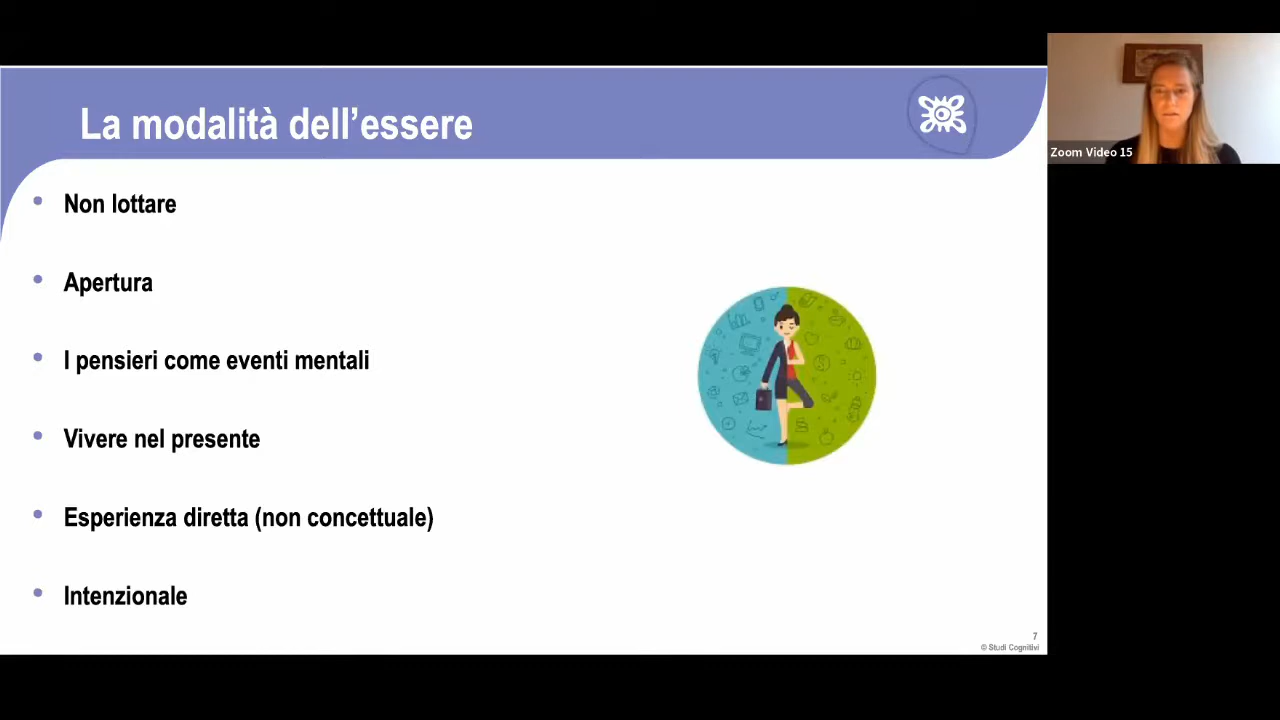 La modalità dell’essere
Non lottare
Apertura
I pensieri come eventi mentali
Vivere nel presente
Esperienza diretta (non concettuale)
Intenzionale
7
© Studi Cognitivi
Zoom Video 15